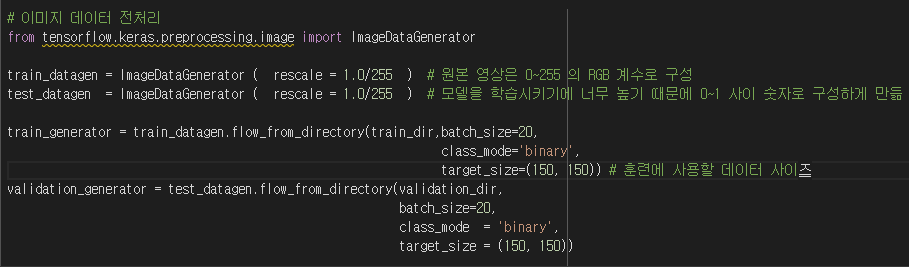 # 이미지 데이터 전처리
from tensorflow.keras.preprocessing.image import ImageDataGenerator
train_datagen = ImageDataGenerator (  rescale = 1.0/255  )  # 원본 영상은 0~255 의 RGB 계수로 구성
test_datagen  = ImageDataGenerator (  rescale = 1.0/255  )  # 모델을 학습시키기에 너무 높기 때문에 0~1 사이 숫자로 구성하게 만듦
train_generator = train_datagen.flow_from_directory(train_dir,batch_size=20,
class_mode='binary',
target_size=(150, 150)) # 훈련에 사용할 데이터 사이즈
validation_generator = test_datagen.flow_from_directory(validation_dir,
batch_size=20,
class_mode  = 'binary',
target_size = (150, 150))